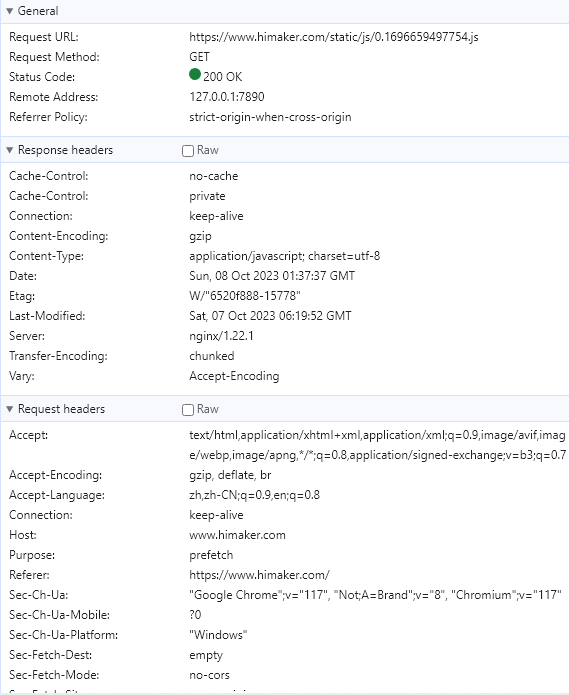 General
Request URL: https://www.himaker.com/static/js/0.1696659497754.js
Request Method: GET
Status Code: 200 OK
Remote Address: 127.0.0.1:7890
Referrer Policy: strict-origin-when-cross-origin
Response headers Raw
Cache-Control: no-cache
Cache-Control: private
Connection: keep-alive
Content-Encoding: gzip
Content-Type: application/javascript; charset=utf-8
Date: Sun, 08 Oct 2023 01:37:37 GMT
Etag: W/"6520f888-15778"
Last-Modified: Sat, 07 Oct 2023 06:19:52 GMT
Server: nginx/1.22.1
Transfer-Encoding: chunked
Vary: Accept-Encoding
Request headers Raw
Accept: text/html,application/xhtml+xml,application/xml;q=0.9,image/avif,imag
e/webp,image/apng,*/*;q=0.8,application/signed-exchange;v=b3;q=0.7
Accept-Encoding: gzip, deflate, br
Accept-Language: zh,zh-CN;q=0.9,en;q=0.8
Connection: keep-alive
Host: www.himaker.com
Purpose: prefetch
Referer: https://www.himaker.com/
Sec-Ch-Ua: "Google Chrome";v="117", "Not;A=Brand";v="8", "Chromium";v="117"
Sec-Ch-Ua-Mobile: ?0
Sec-Ch-Ua-Platform: "Windows"
Sec-Fetch-Dest: empty
Sec-Fetch-Mode: no-cors